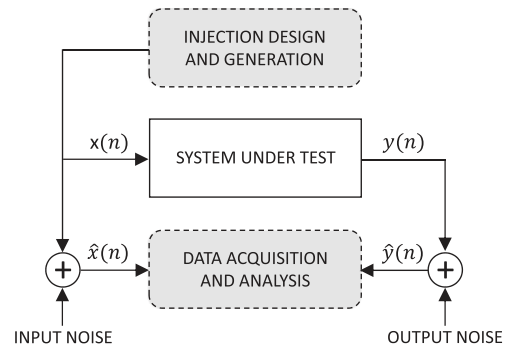 INJECTION DESIGN
AND GENERATION
x(n)
SYSTEM UNDER TEST
y(n)
x̂(n)
DATA ACQUISITION
AND ANALYSIS
ŷ(n)
+
+
INPUT NOISE
OUTPUT NOISE